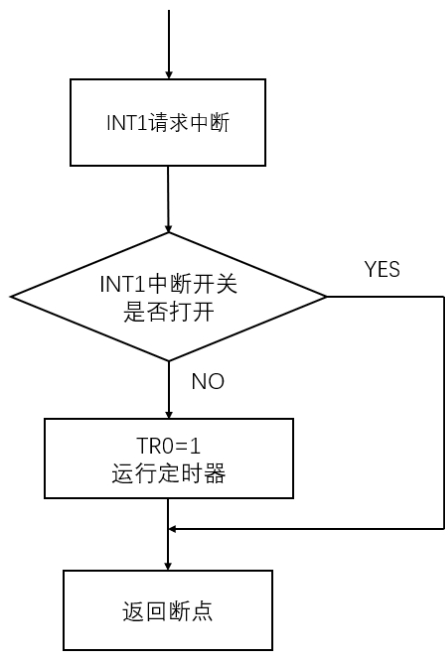 INT1请求中断
INT1中断开关
是否打开
YES
NO
TR0=1
运行定时器
返回断点